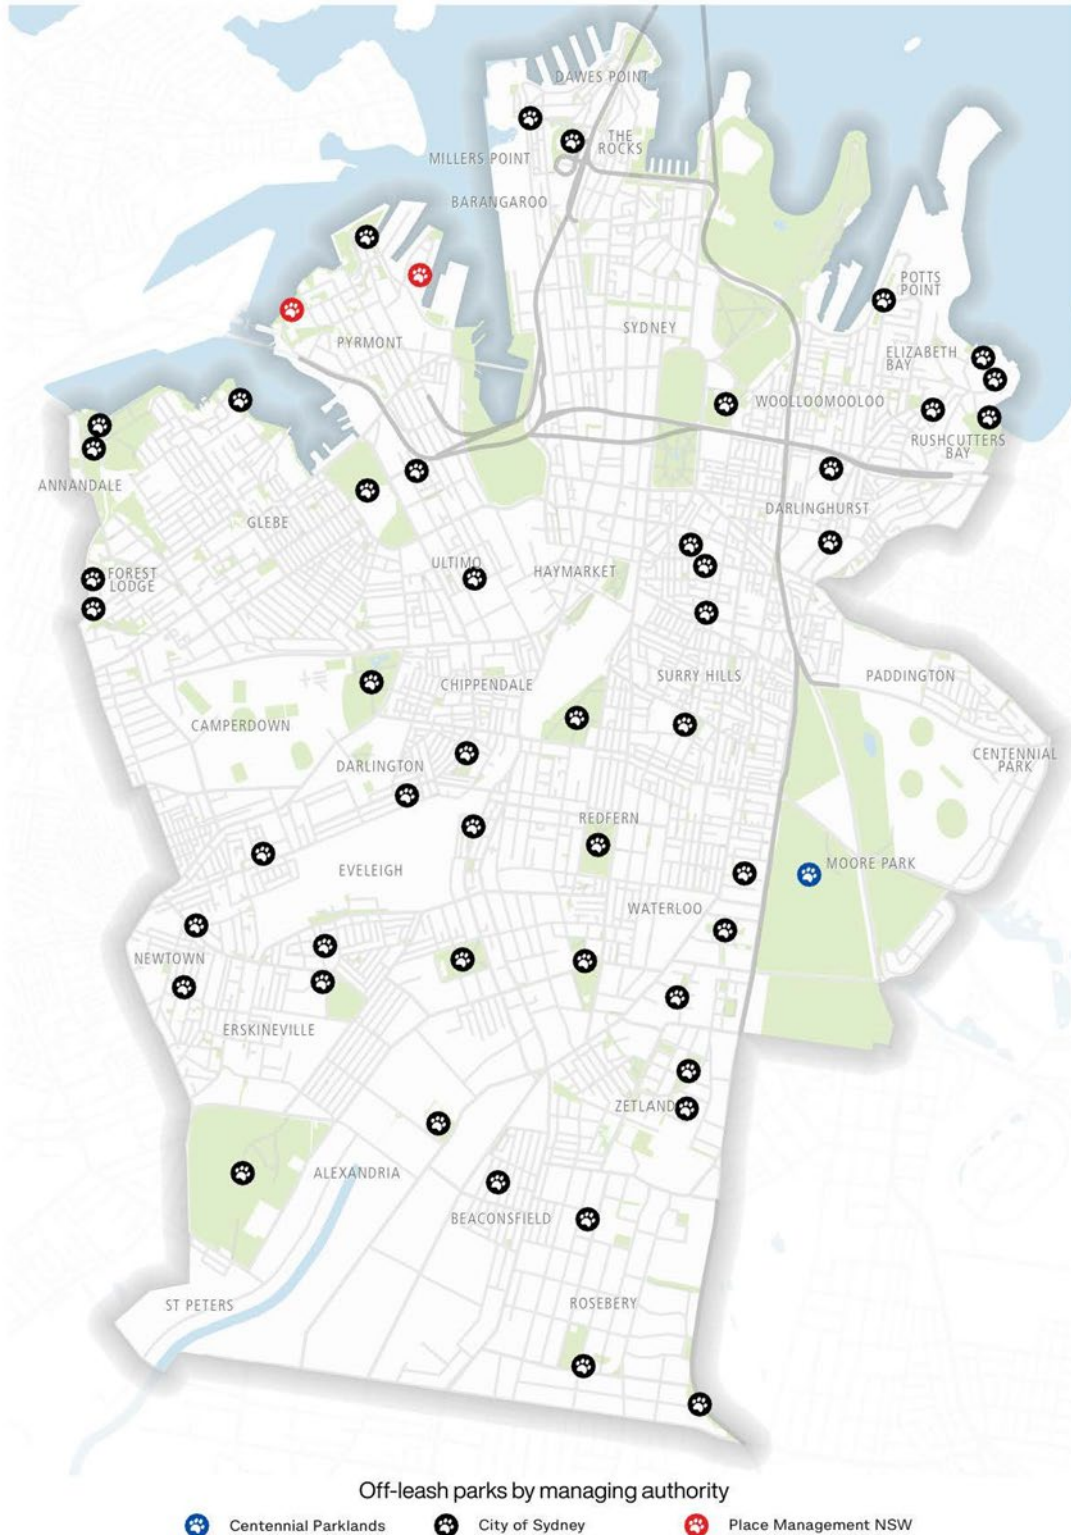 DAWES POINT
THE
ROCKS
MILLERS POINT
BARANGAROO
POTTS
POINT
SYDNEY
PYRMONT
ELIZABETH
BAY
WOOLLOOMOOLOO
RUSHCUTTERS
BAY
ANNANDALE
DARLINGHURST
GLEBE
ULTIMO
HAYMARKET
FOREST
LODGE
SURRY HILLS
PADDINGTON
CHIPPENDALE
CAMPERDOWN
CENTENNIAL
PARK
DARLINGTON
REDFERN
MOORE PARK
EVELEIGH
WATERLOO
NEWTOWN
ERSKINEVILLE
ZETLAND
ALEXANDRIA
BEACONSFIELD
ST PETERS
ROSEBERY
Off-leash parks by managing authority
Centennial Parklands City of Sydney Place Management NSW